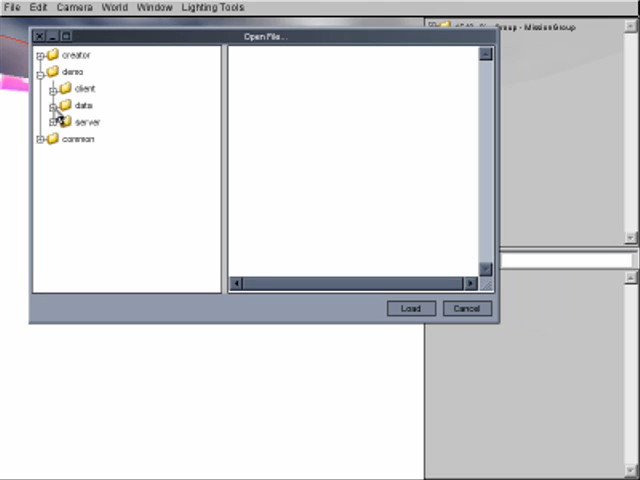 File Edit Camera World Window Lighting Tools
Group - MissionGroup
Open File...
creator
demo
client
data
server
common
Load Cancel